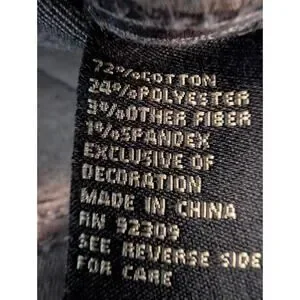 72%COTTON
24%POLYESTER
3%OTHER FIBER
1%SPANDEX
EXCLUSIVE OF
DECORATION
MADE IN CHINA
RN 92309
SEE REVERSE SIDE
FOR CARE